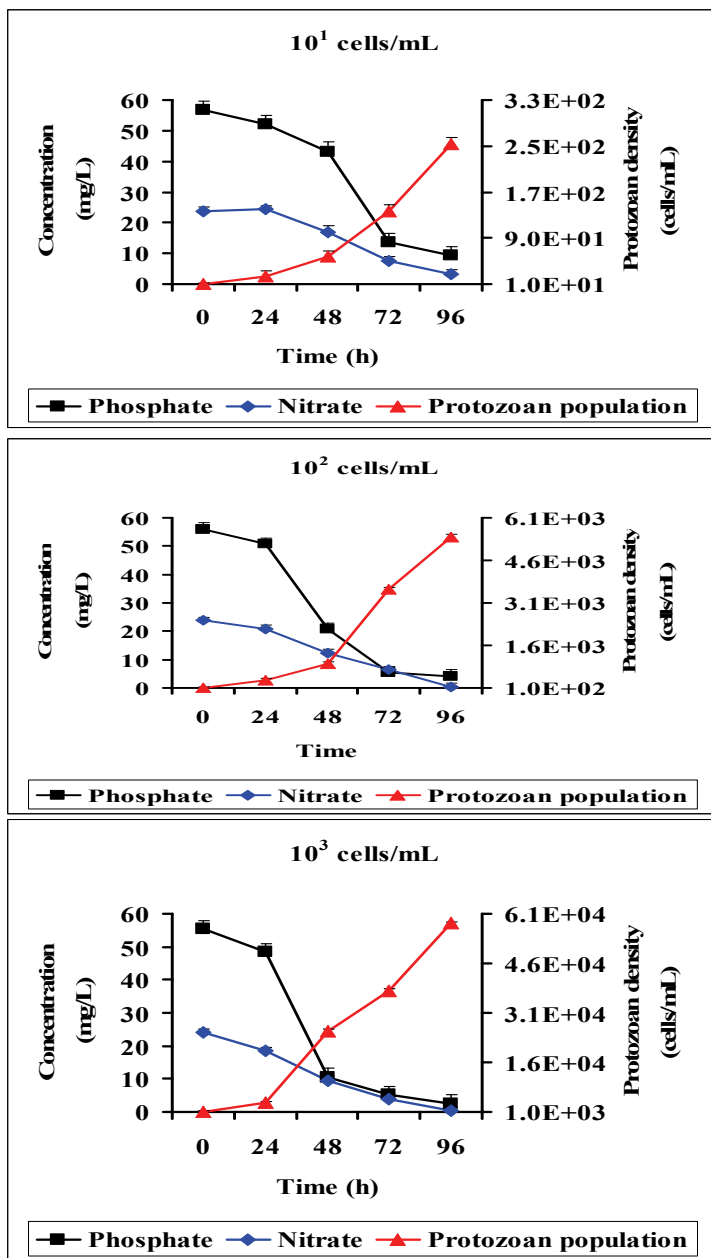 10¹ cells/mL
Concentration
(mg/L)
60
50
40
30
20
10
0
3.3E+02
2.5E+02
1.7E+02
9.0E+01
1.0E+01
Protozoan density
(cells/mL)
0 24 48 72 96
Time (h)
Phosphate Nitrate Protozoan population
10² cells/mL
Concentration
(mg/L)
60
50
40
30
20
10
0
6.1E+03
4.6E+03
3.1E+03
1.6E+03
1.0E+02
Protozoan density
(cells/mL)
0 24 48 72 96
Time
Phosphate Nitrate Protozoan population
10³ cells/mL
Concentration
(mg/L)
60
50
40
30
20
10
0
6.1E+04
4.6E+04
3.1E+04
1.6E+04
1.0E+03
Protozoan density
(cells/mL)
0 24 48 72 96
Time (h)
Phosphate Nitrate Protozoan population